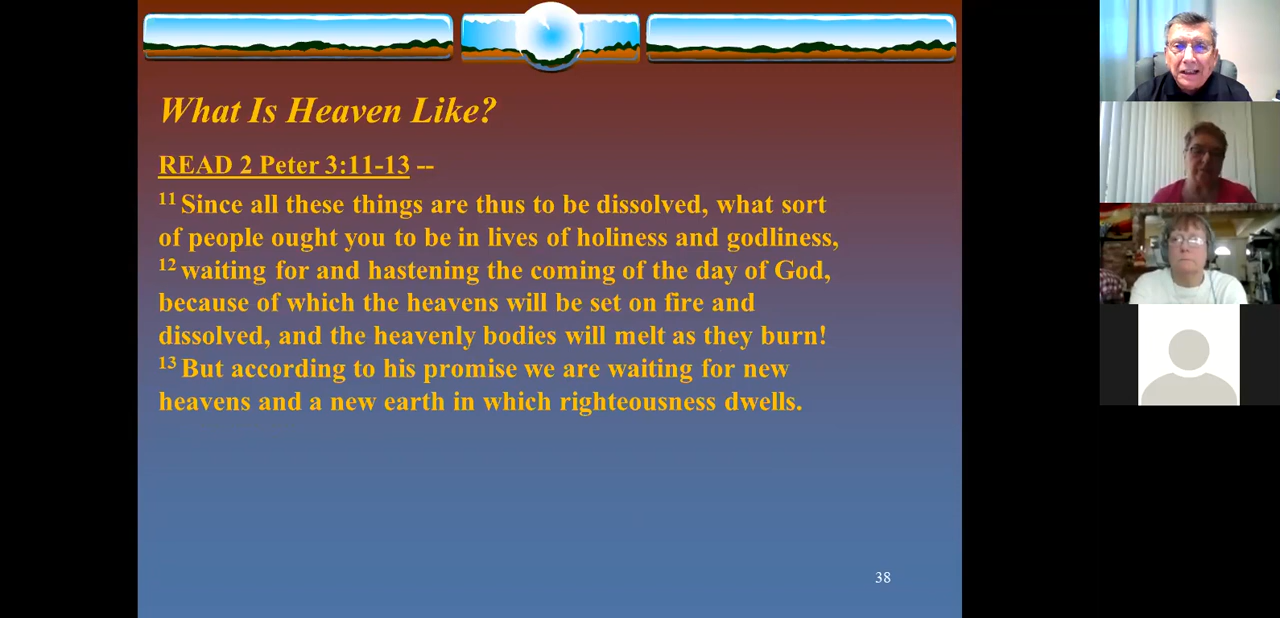 What Is Heaven Like?
READ 2 Peter 3:11-13 --
11 Since all these things are thus to be dissolved, what sort
of people ought you to be in lives of holiness and godliness,
12 waiting for and hastening the coming of the day of God,
because of which the heavens will be set on fire and
dissolved, and the heavenly bodies will melt as they burn!
13 But according to his promise we are waiting for new
heavens and a new earth in which righteousness dwells.
38